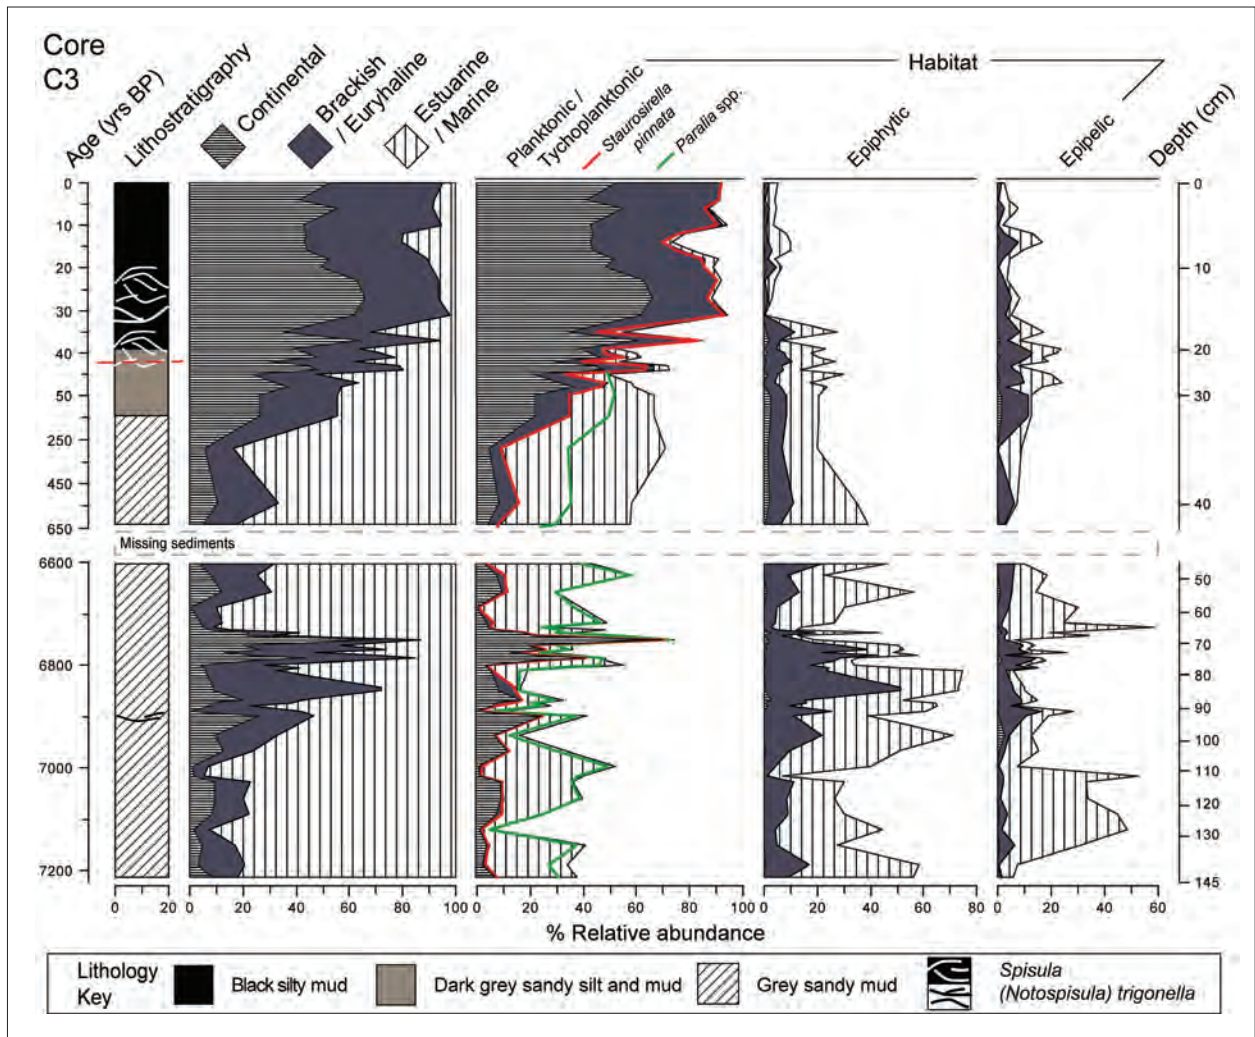 Core
C3
Age (yrs BP)
Lithostratigraphy
Continental
Brackish
/ Euryhaline
Estuarine
/ Marine
Planktonic /
Tychoplanktonic
Staurosirella
pinnata
Paralia spp.
Habitat
Epiphytic
Epipelic
Depth (cm)
0
10
20
30
40
50
250
450
650
0
10
20
30
40
Missing sediments
6600
6800
7000
7200
50
60
70
80
90
100
110
120
130
145
0 20
0 20 40 60 80 100
0 20 40 60 80 100
0 20 40 60 80
0 20 40 60
% Relative abundance
Lithology
Key
Black silty mud
Dark grey sandy silt and mud
Grey sandy mud
Spisula
(Notospisula) trigonella